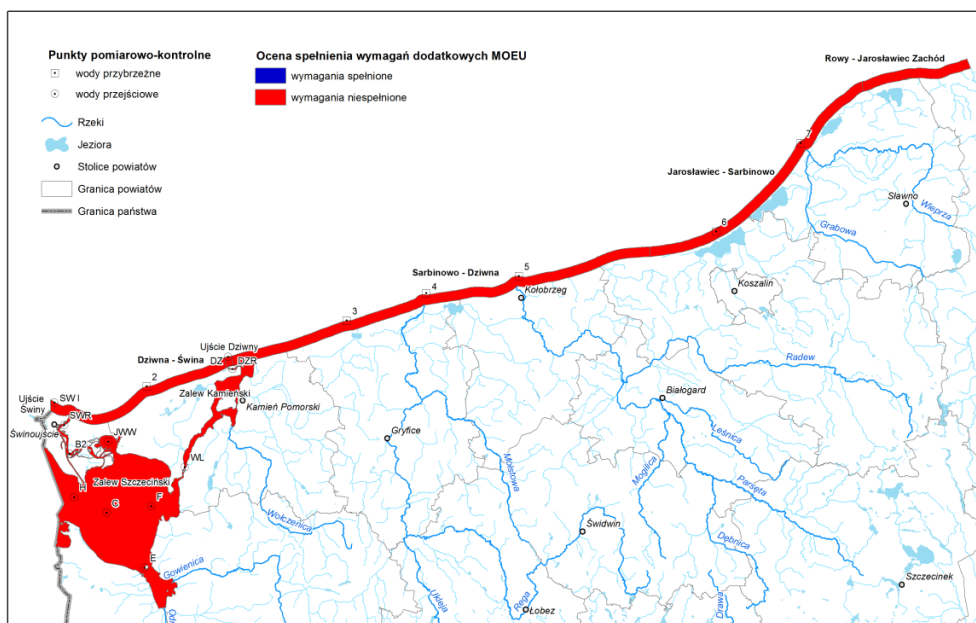 Punkty pomiarowo-kontrolne
wody przybrzeżne
wody przejściowe
Rzeki
Jeziora
Stolice powiatów
Granica powiatów
Granica państwa
Ocena spełnienia wymagań dodatkowych MOEU
wymagania spełnione
wymagania niespełnione
Rowy - Jarosławiec Zachód
7
Jarosławiec - Sarbinowo
Sławno
Wieprza
Grabowa
6
Sarbinowo - Dziwna
5
4
Kołobrzeg
Koszalin
3
Ujście Dziwny
Dziwna - Świna
DZ
DZR
Radew
2
Zalew Kamieński
Kamień Pomorski
Białogard
Ujście
Świny
SW I
SWR
Świnoujście
JWW
B2
Gryfice
Leśnica
WL
Mołstowa
Mogilica
Zalew Szczeciński
H
F
G
Parsęta
Wołczenica
Świdwin
Dębnica
E
Gowienica
Szczecinek
Ukleja
Rega
Łobez
Drawa